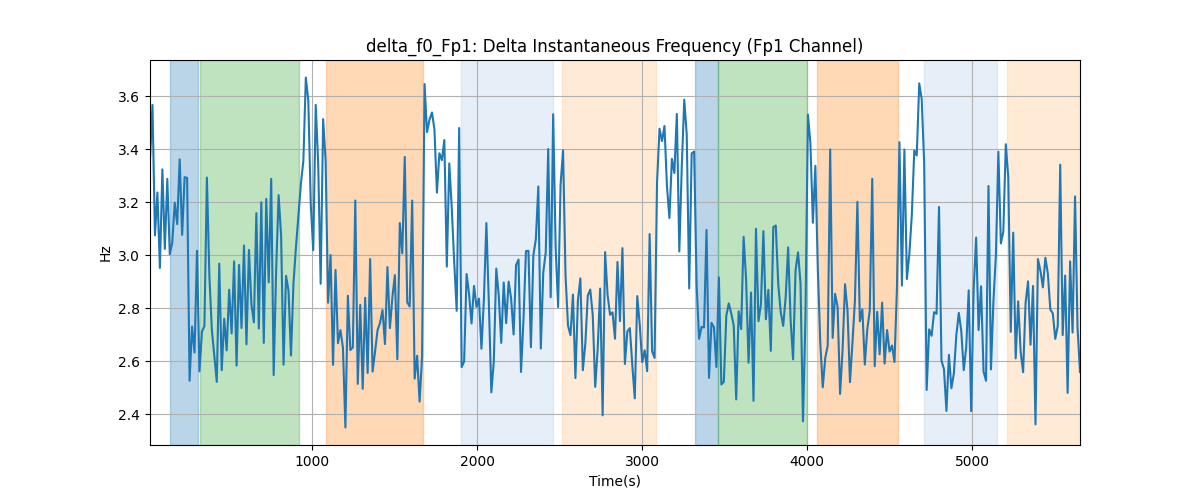 delta_f0_Fp1: Delta Instantaneous Frequency (Fp1 Channel)
3.6
3.4
3.2
3.0
2.8
2.6
2.4
Hz
1000 2000 3000 4000 5000
Time(s)